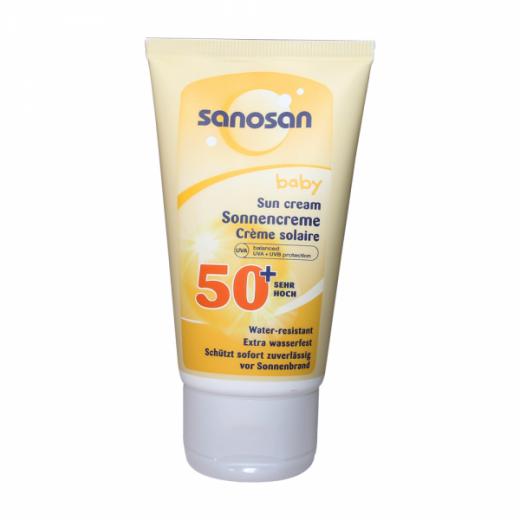 sanosan
baby
Sun cream
Sonnencreme
Crème solaire
UVA balanced
UVA + UVB protection
50+ SEHR
HOCH
Water-resistant
Extra wasserfest
Schützt sofort zuverlässig
vor Sonnenbrand